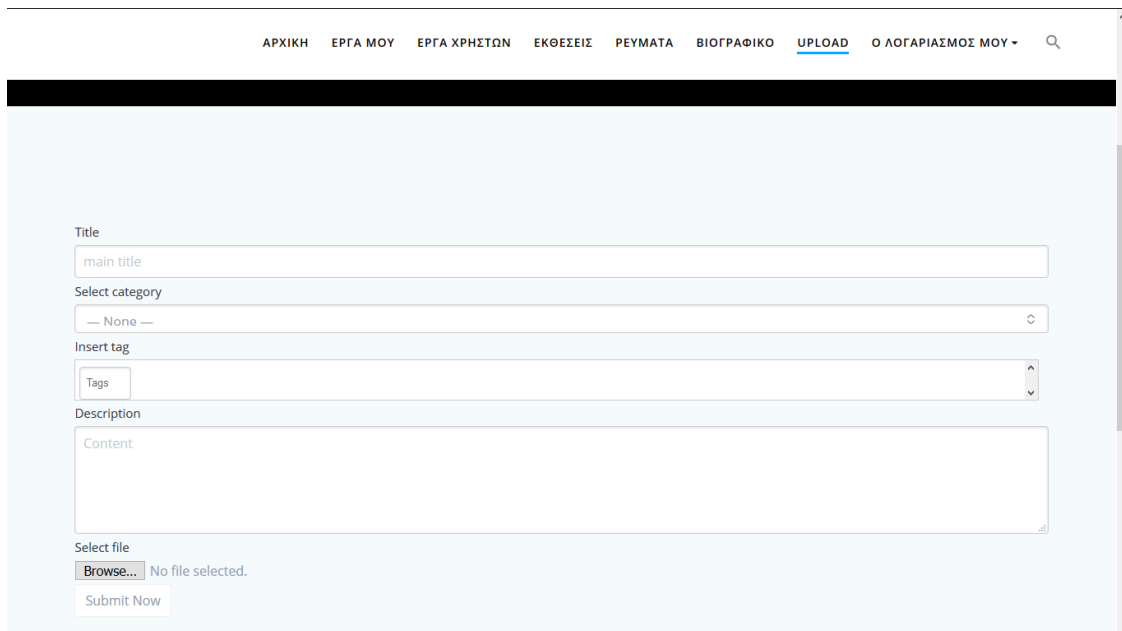 ΑΡΧΙΚΗ ΕΡΓΑ ΜΟΥ ΕΡΓΑ ΧΡΗΣΤΩΝ ΕΚΘΕΣΕΙΣ ΡΕΥΜΑΤΑ ΒΙΟΓΡΑΦΙΚΟ UPLOAD Ο ΛΟΓΑΡΙΑΣΜΟΣ ΜΟΥ
Title
main title
Select category
— None —
Insert tag
Tags
Description
Content
Select file
Browse... No file selected.
Submit Now